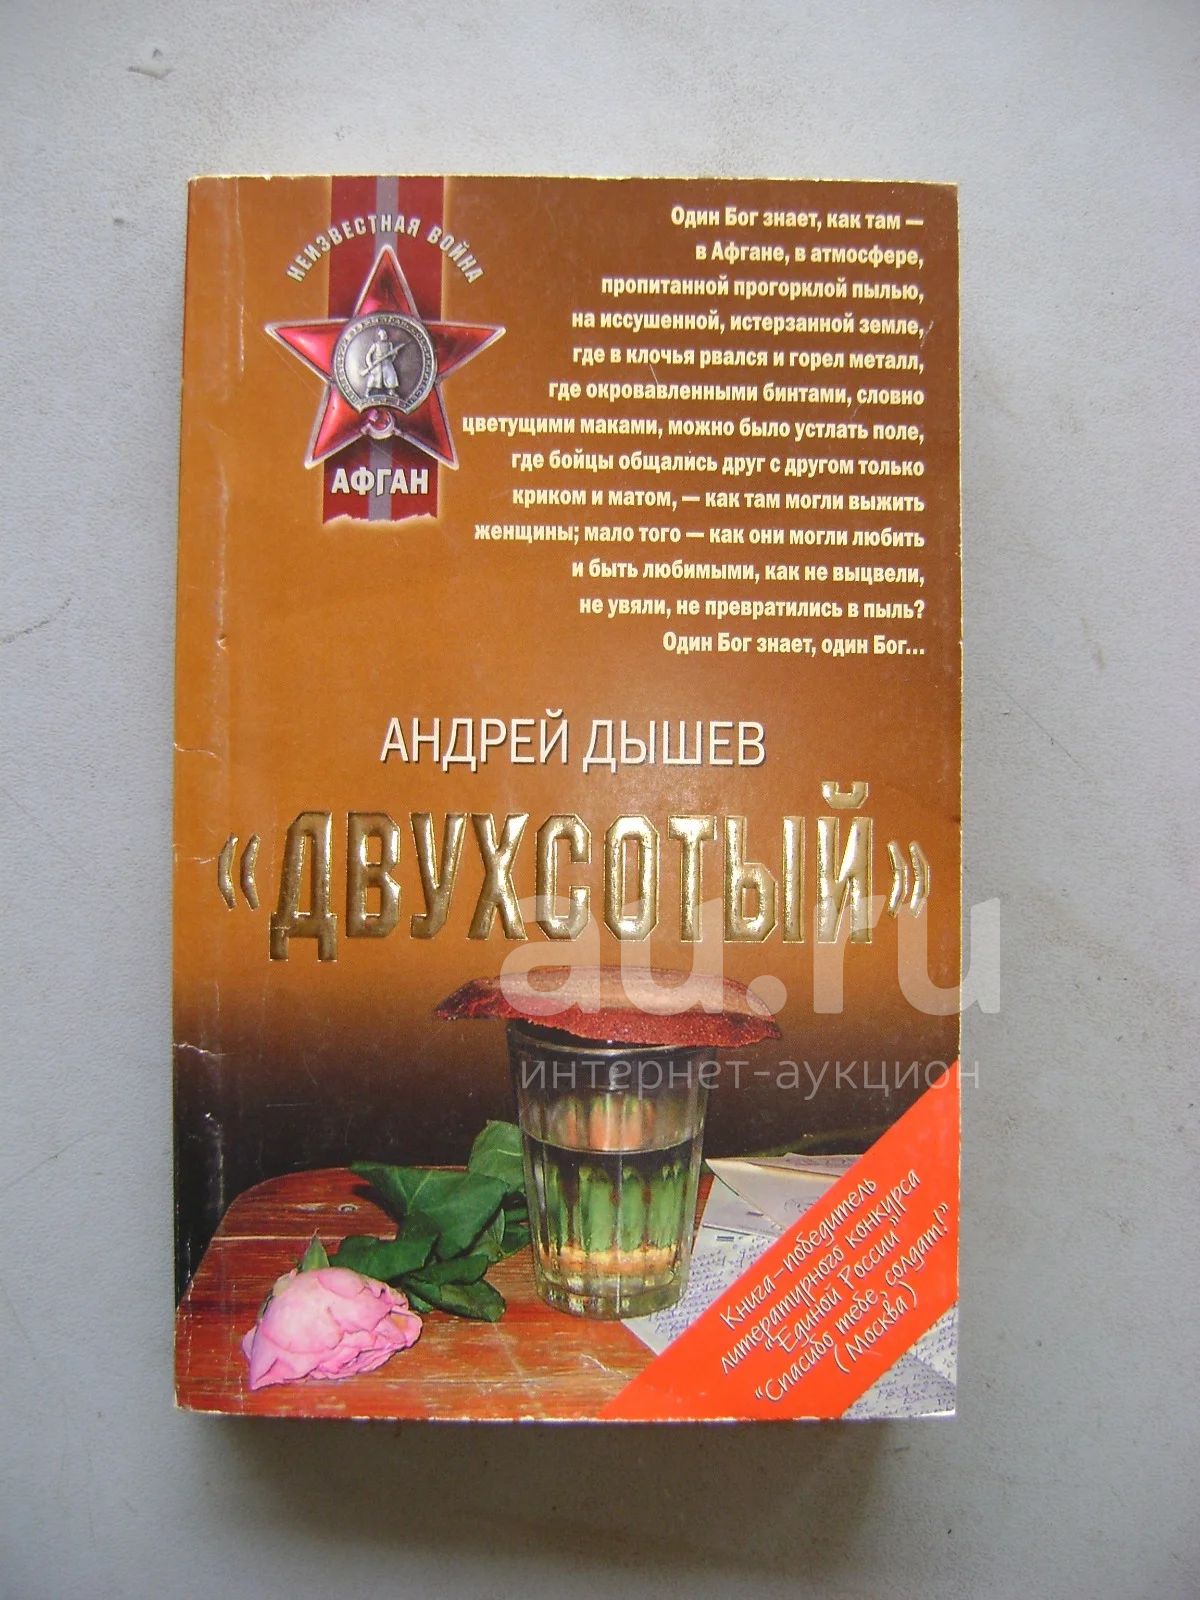 НЕИЗВЕСТНАЯ ВОЙНА
АФГАН
Один Бог знает, как там —
в Афгане, в атмосфере,
пропитанной прогорклой пылью,
на иссушенной, истерзанной земле,
где в клочья рвался и горел металл,
где окровавленными бинтами, словно
цветущими маками, можно было устлать поле,
где бойцы общались друг с другом только
криком и матом, — как там могли выжить
женщины; мало того — как они могли любить
и быть любимыми, как не выцвели,
не увяли, не превратились в пыль?
Один Бог знает, один Бог...
АНДРЕЙ ДЫШЕВ
«ДВУХСОТЫЙ»
au.ru
интернет-аукцион
Книга-победитель
литературного конкурса
"Единой России"
"Спасибо тебе, солдат!"
(Москва)